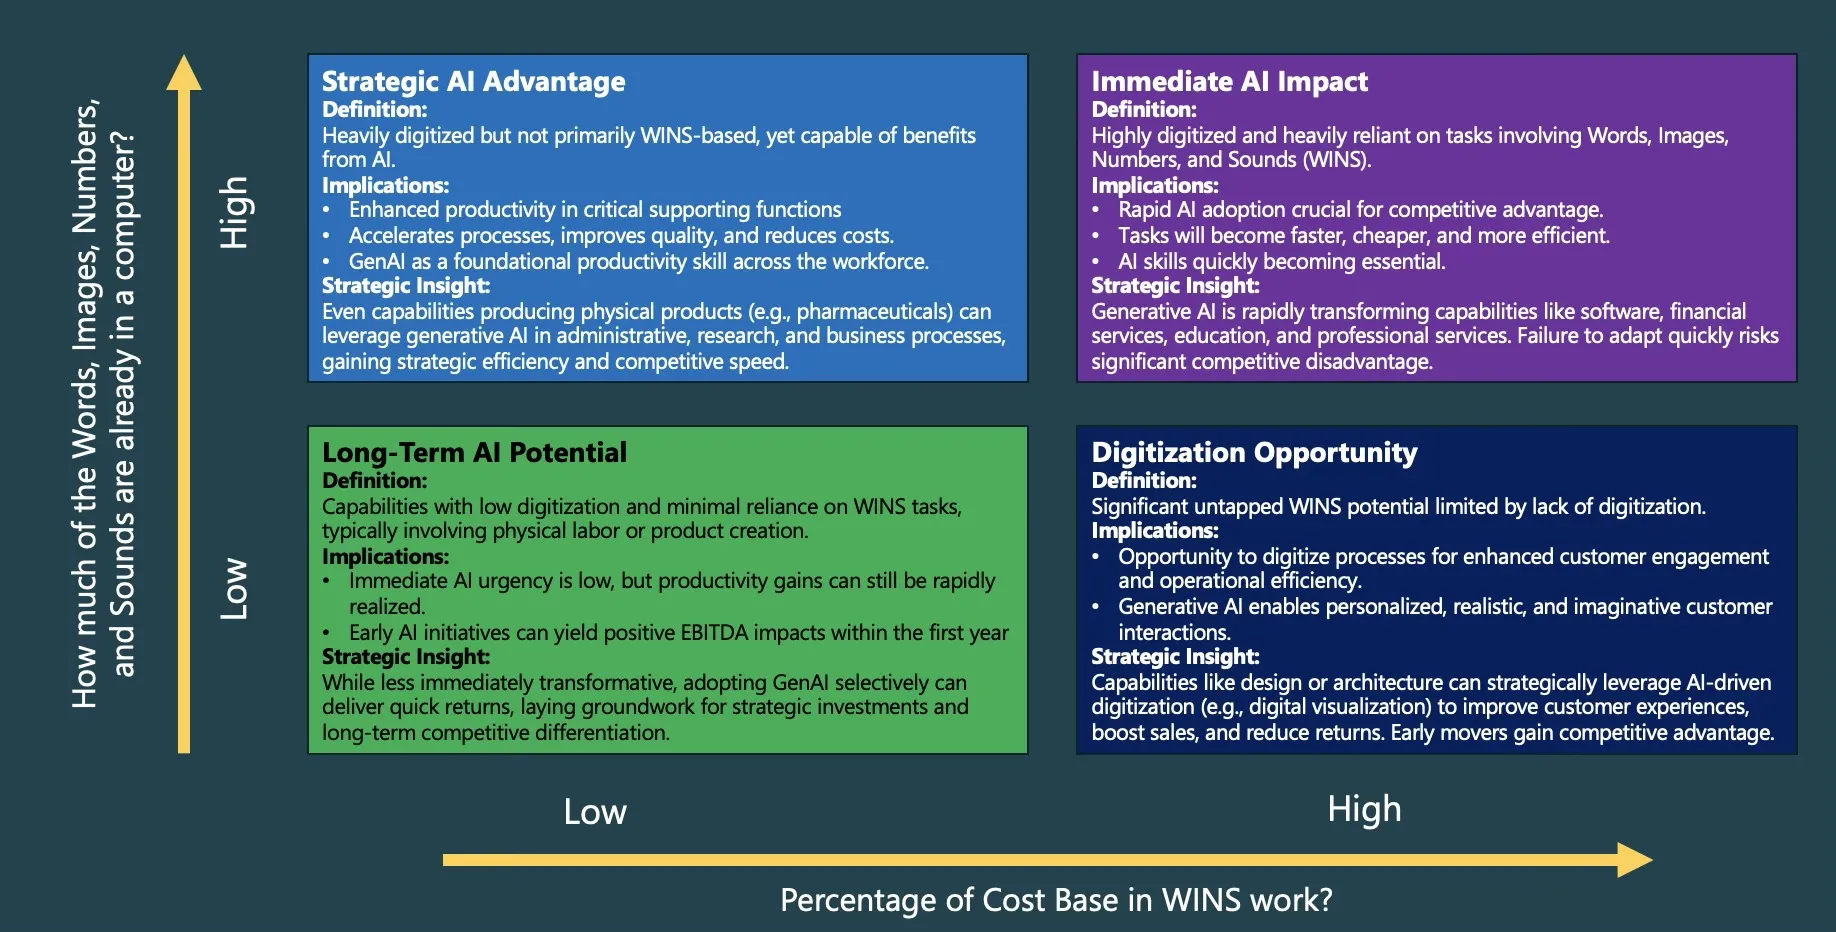 How much of the Words, Images, Numbers,
and Sounds are already in a computer?
High
Low
Strategic AI Advantage
Definition:
Heavily digitized but not primarily WINS-based, yet capable of benefits
from AI.
Implications:
• Enhanced productivity in critical supporting functions
• Accelerates processes, improves quality, and reduces costs.
• GenAI as a foundational productivity skill across the workforce.
Strategic Insight:
Even capabilities producing physical products (e.g., pharmaceuticals) can
leverage generative AI in administrative, research, and business processes,
gaining strategic efficiency and competitive speed.
Immediate AI Impact
Definition:
Highly digitized and heavily reliant on tasks involving Words, Images,
Numbers, and Sounds (WINS).
Implications:
• Rapid AI adoption crucial for competitive advantage.
• Tasks will become faster, cheaper, and more efficient.
• AI skills quickly becoming essential.
Strategic Insight:
Generative AI is rapidly transforming capabilities like software, financial
services, education, and professional services. Failure to adapt quickly risks
significant competitive disadvantage.
Long-Term AI Potential
Definition:
Capabilities with low digitization and minimal reliance on WINS tasks,
typically involving physical labor or product creation.
Implications:
• Immediate AI urgency is low, but productivity gains can still be rapidly
realized.
• Early AI initiatives can yield positive EBITDA impacts within the first year
Strategic Insight:
While less immediately transformative, adopting GenAI selectively can
deliver quick returns, laying groundwork for strategic investments and
long-term competitive differentiation.
Digitization Opportunity
Definition:
Significant untapped WINS potential limited by lack of digitization.
Implications:
• Opportunity to digitize processes for enhanced customer engagement
and operational efficiency.
• Generative AI enables personalized, realistic, and imaginative customer
interactions.
Strategic Insight:
Capabilities like design or architecture can strategically leverage AI-driven
digitization (e.g., digital visualization) to improve customer experiences,
boost sales, and reduce returns. Early movers gain competitive advantage.
Low
High
Percentage of Cost Base in WINS work?